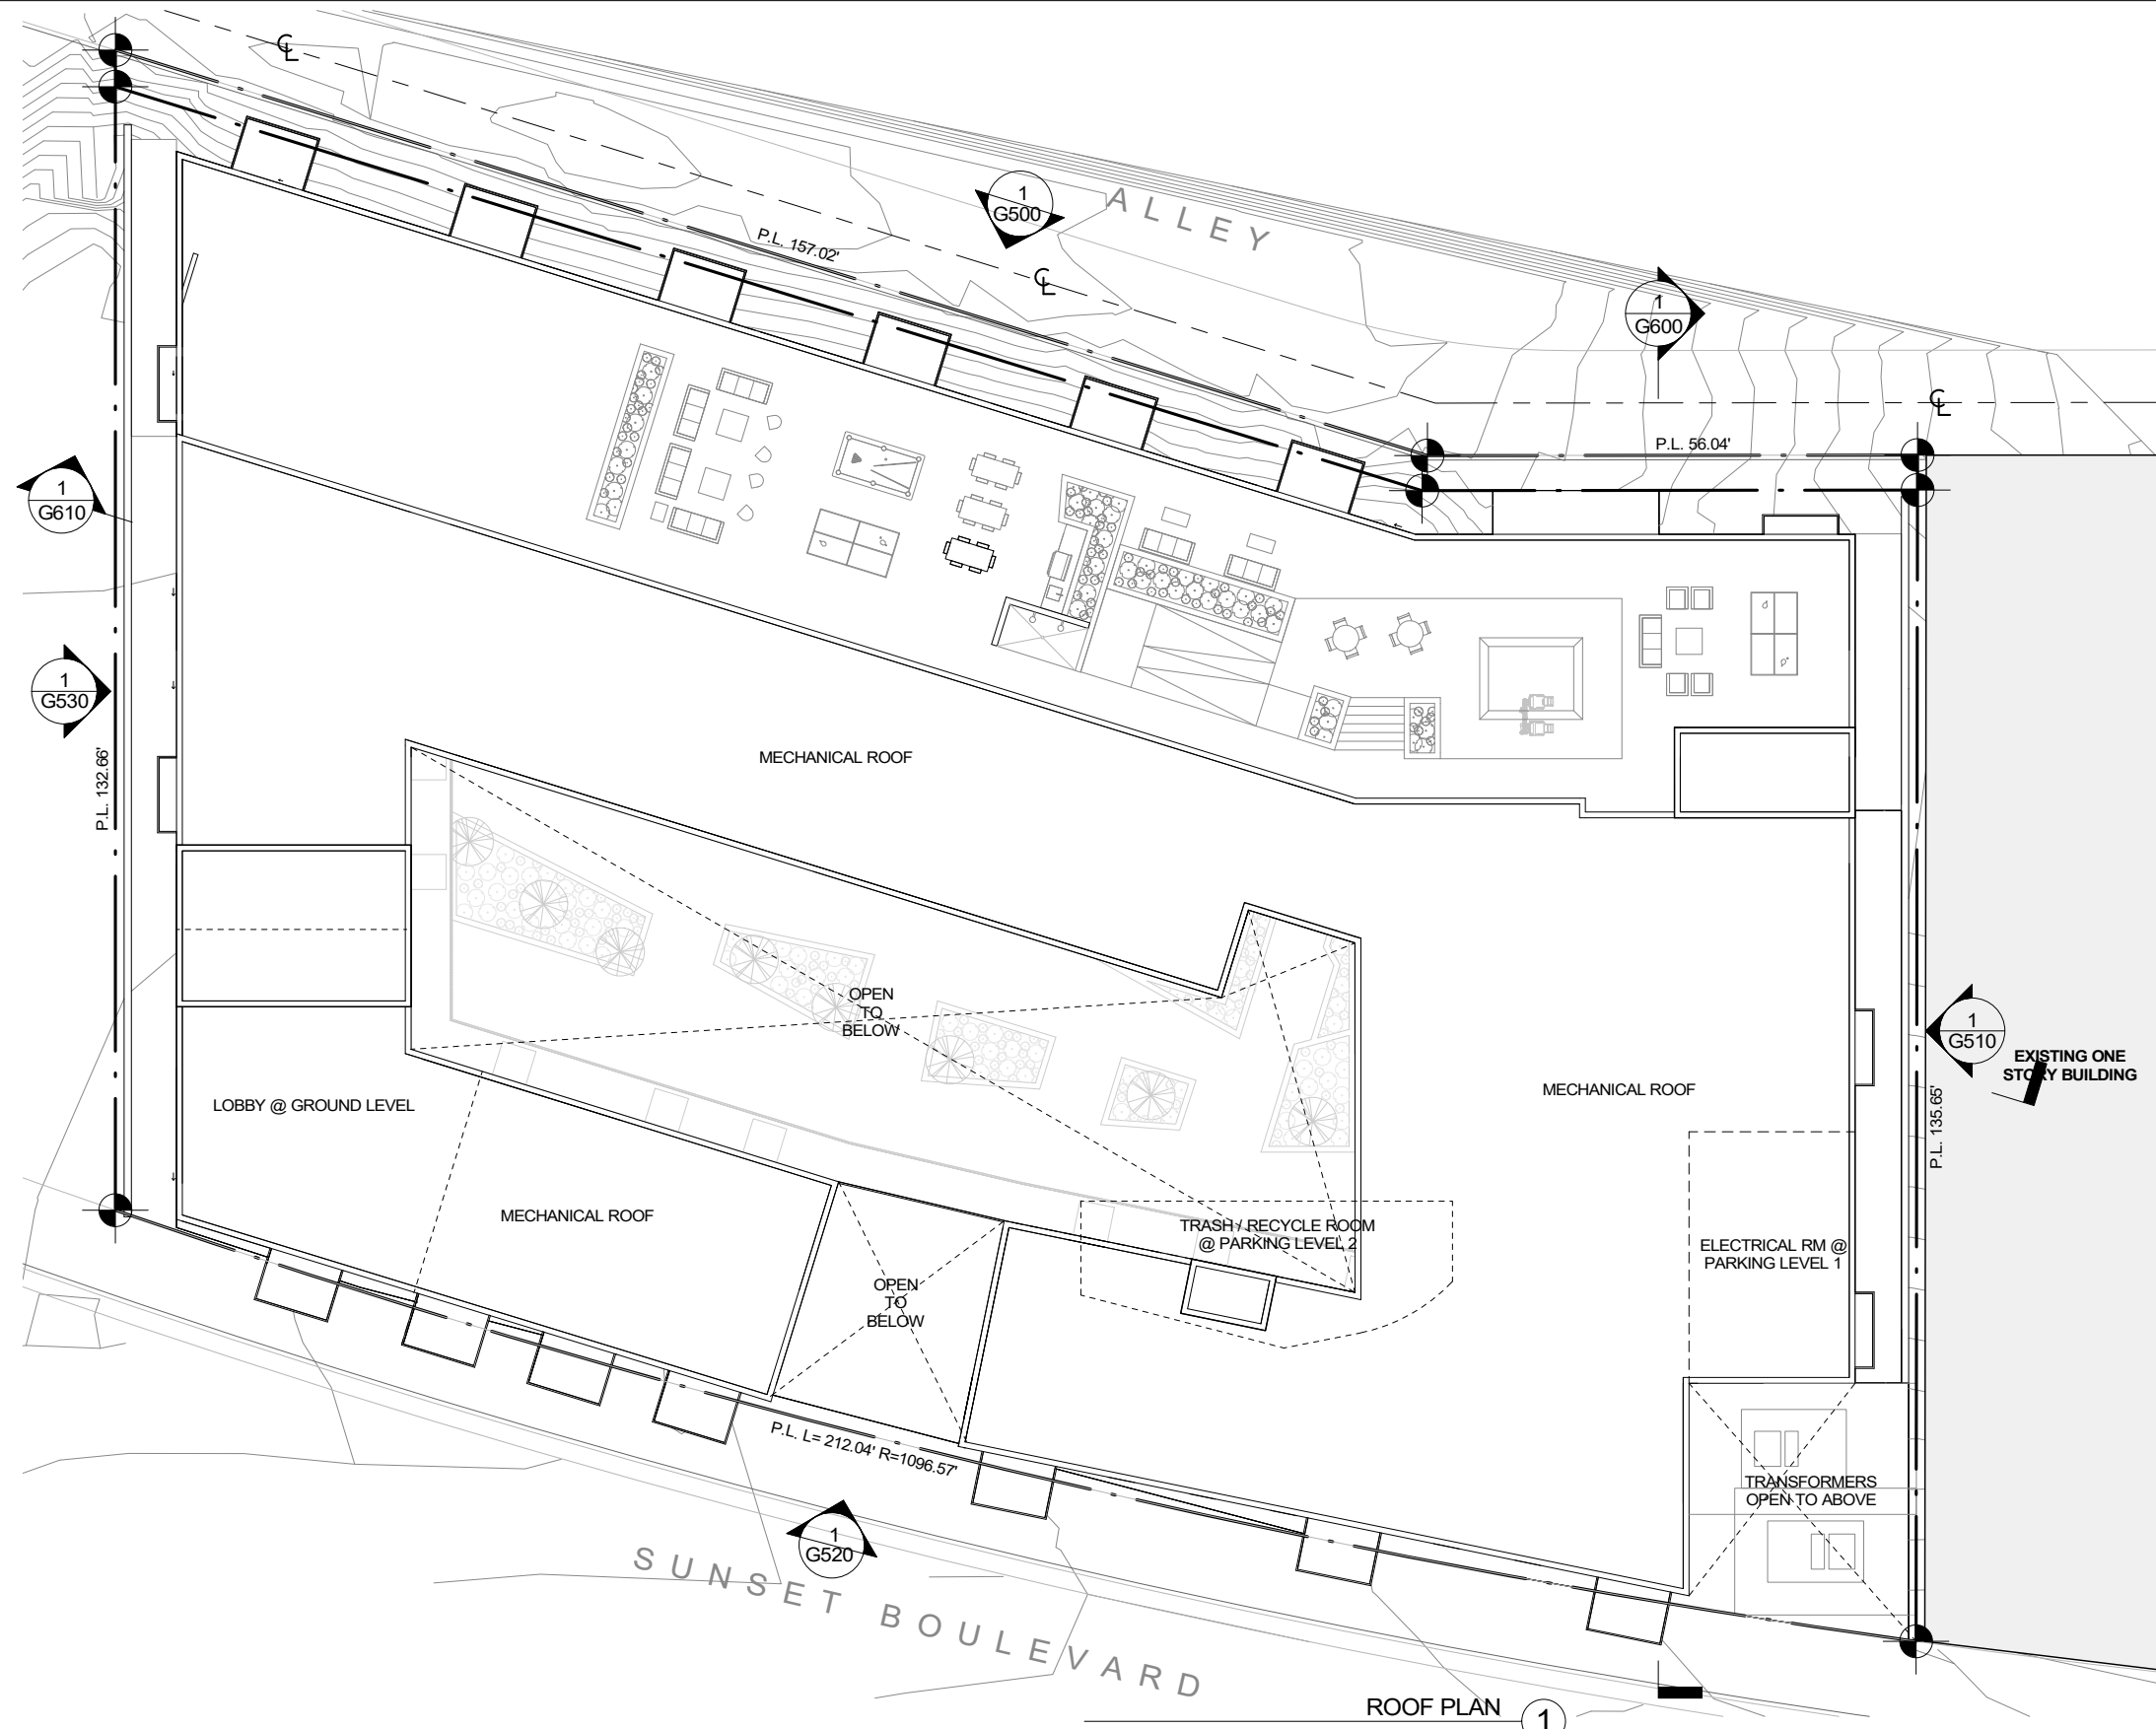 ℄
1
G500
ALLEY
P.L. 157.02'
℄
1
G600
℄
P.L. 56.04'
1
G610
1
G530
P.L. 132.66'
MECHANICAL ROOF
OPEN
TO
BELOW
1
G510
EXISTING ONE
STORY BUILDING
MECHANICAL ROOF
LOBBY @ GROUND LEVEL
P.L. 135.65'
MECHANICAL ROOF
TRASH / RECYCLE ROOM
@ PARKING LEVEL 2
ELECTRICAL RM @
PARKING LEVEL 1
OPEN
TO
BELOW
P.L. L= 212.04' R=1096.57'
TRANSFORMERS
OPEN TO ABOVE
1
G520
SUNSET BOULEVARD
ROOF PLAN
1